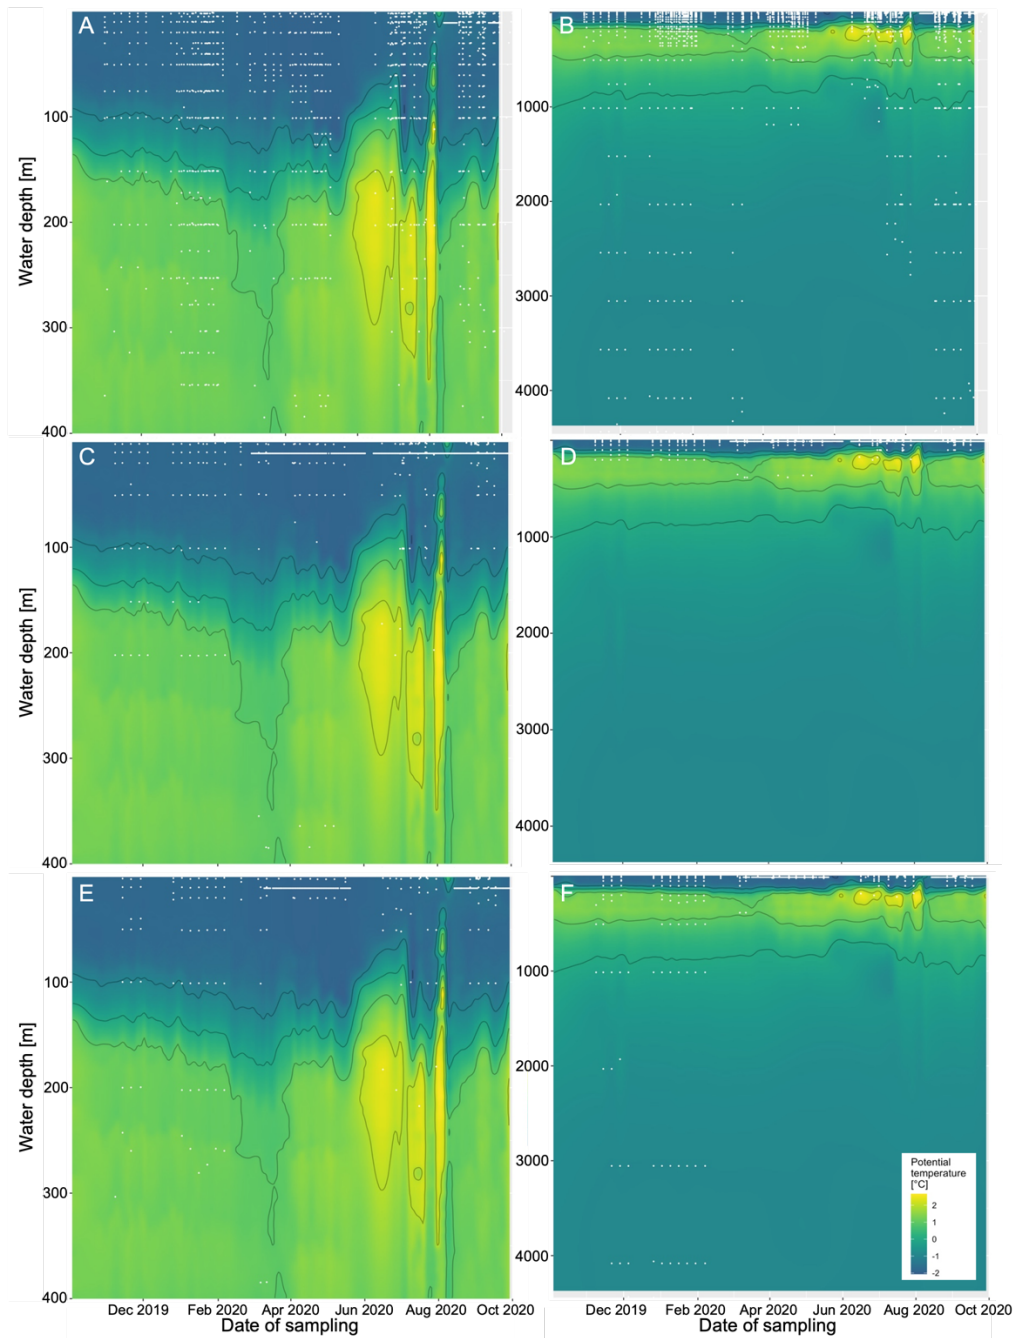 A
B
Water depth [m]
100
200
300
400
1000
2000
3000
4000
C
D
Water depth [m]
100
200
300
400
1000
2000
3000
4000
E
F
Water depth [m]
100
200
300
400
1000
2000
3000
4000
Potential
temperature
[°C]
2
1
0
-1
-2
Dec 2019 Feb 2020 Apr 2020 Jun 2020 Aug 2020 Oct 2020
Date of sampling
Dec 2019 Feb 2020 Apr 2020 Jun 2020 Aug 2020 Oct 2020
Date of sampling